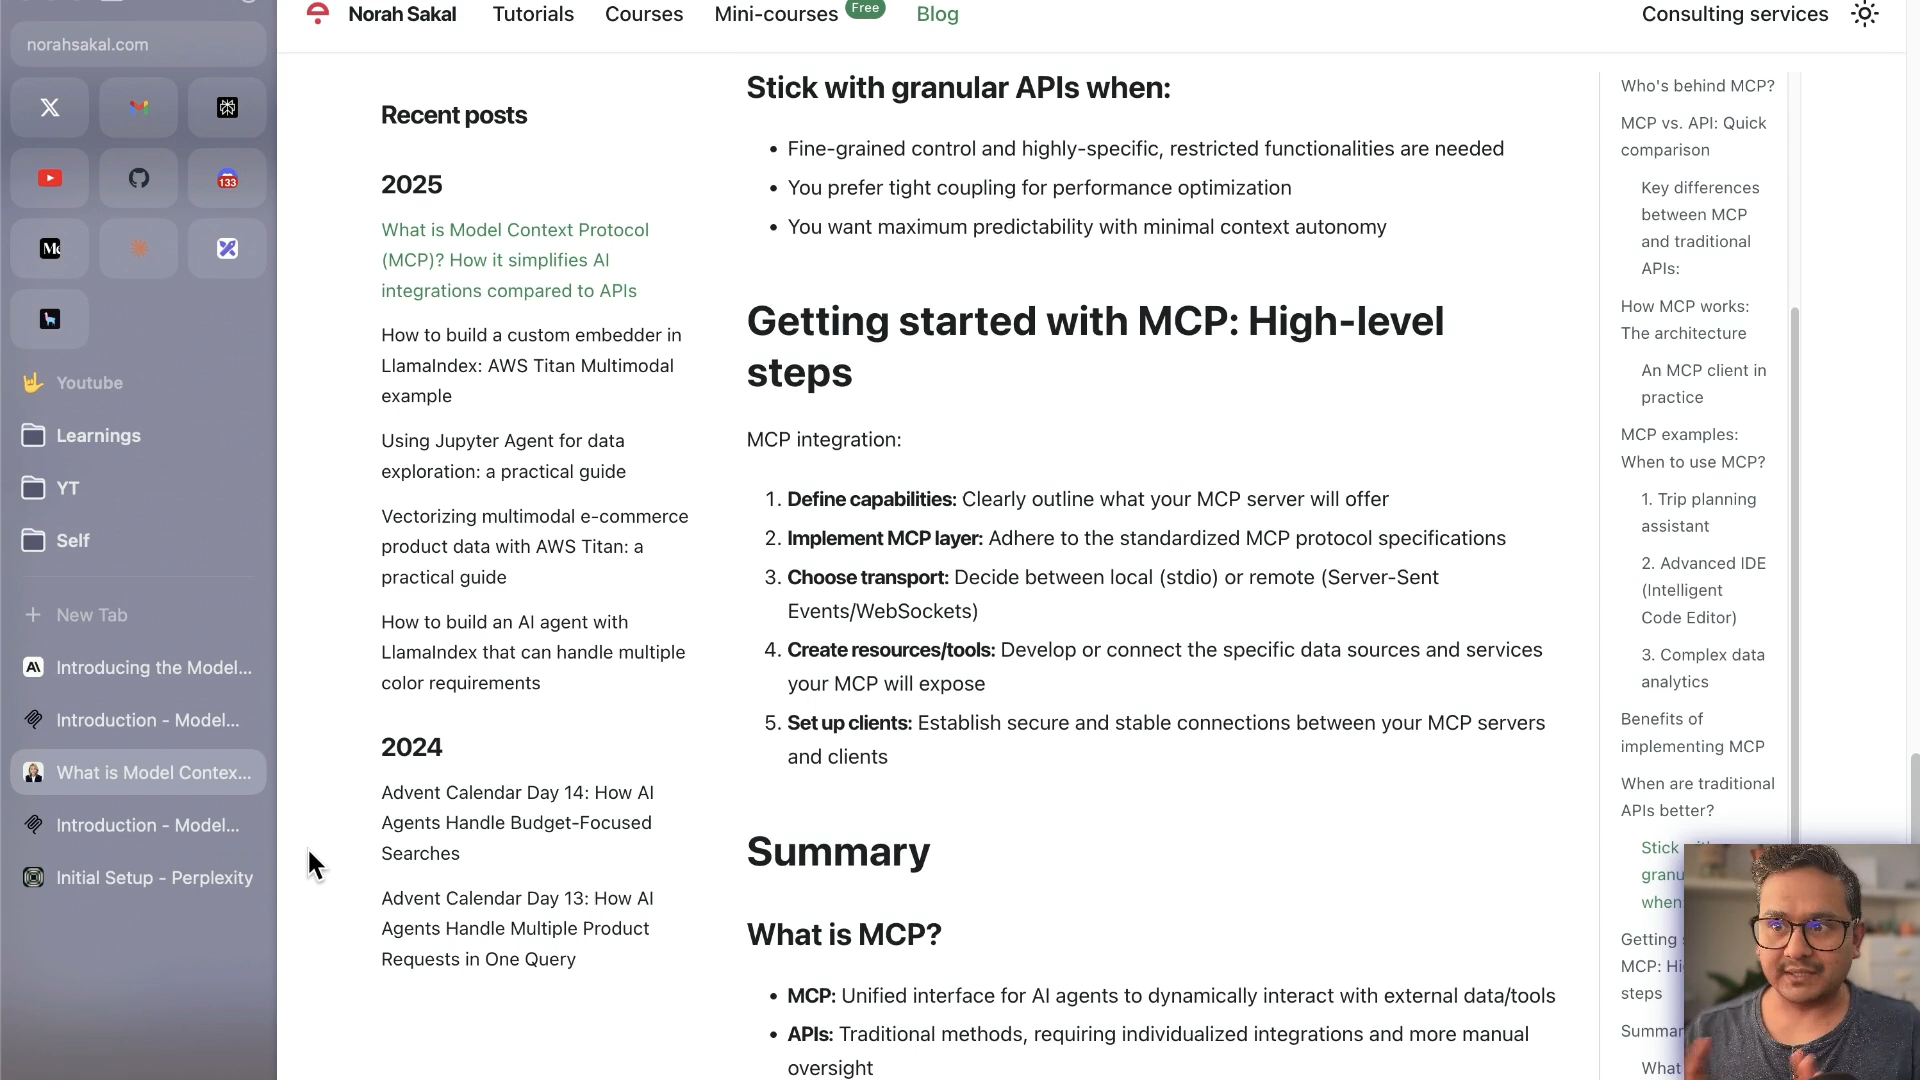 norahsakal.com
133
Youtube
Learnings
YT
Self
New Tab
Introducing the Model...
Introduction - Model...
What is Model Contex...
Introduction - Model...
Initial Setup - Perplexity
Norah Sakal
Tutorials
Courses
Mini-courses
Free
Blog
Consulting services
Recent posts
2025
What is Model Context Protocol
(MCP)? How it simplifies AI
integrations compared to APIs
How to build a custom embedder in
LlamaIndex: AWS Titan Multimodal
example
Using Jupyter Agent for data
exploration: a practical guide
Vectorizing multimodal e-commerce
product data with AWS Titan: a
practical guide
How to build an AI agent with
LlamaIndex that can handle multiple
color requirements
2024
Advent Calendar Day 14: How AI
Agents Handle Budget-Focused
Searches
Advent Calendar Day 13: How AI
Agents Handle Multiple Product
Requests in One Query
Stick with granular APIs when:
• Fine-grained control and highly-specific, restricted functionalities are needed
• You prefer tight coupling for performance optimization
• You want maximum predictability with minimal context autonomy
Getting started with MCP: High-level
steps
MCP integration:
1. Define capabilities: Clearly outline what your MCP server will offer
2. Implement MCP layer: Adhere to the standardized MCP protocol specifications
3. Choose transport: Decide between local (stdio) or remote (Server-Sent
Events/WebSockets)
4. Create resources/tools: Develop or connect the specific data sources and services
your MCP will expose
5. Set up clients: Establish secure and stable connections between your MCP servers
and clients
Summary
What is MCP?
• MCP: Unified interface for AI agents to dynamically interact with external data/tools
• APIs: Traditional methods, requiring individualized integrations and more manual
oversight
Who's behind MCP?
MCP vs. API: Quick
comparison
Key differences
between MCP
and traditional
APIs:
How MCP works:
The architecture
An MCP client in
practice
MCP examples:
When to use MCP?
1. Trip planning
assistant
2. Advanced IDE
(Intelligent
Code Editor)
3. Complex data
analytics
Benefits of
implementing MCP
When are traditional
APIs better?
Stick
granu
when
Getting
MCP: Hi
steps
Summar
What